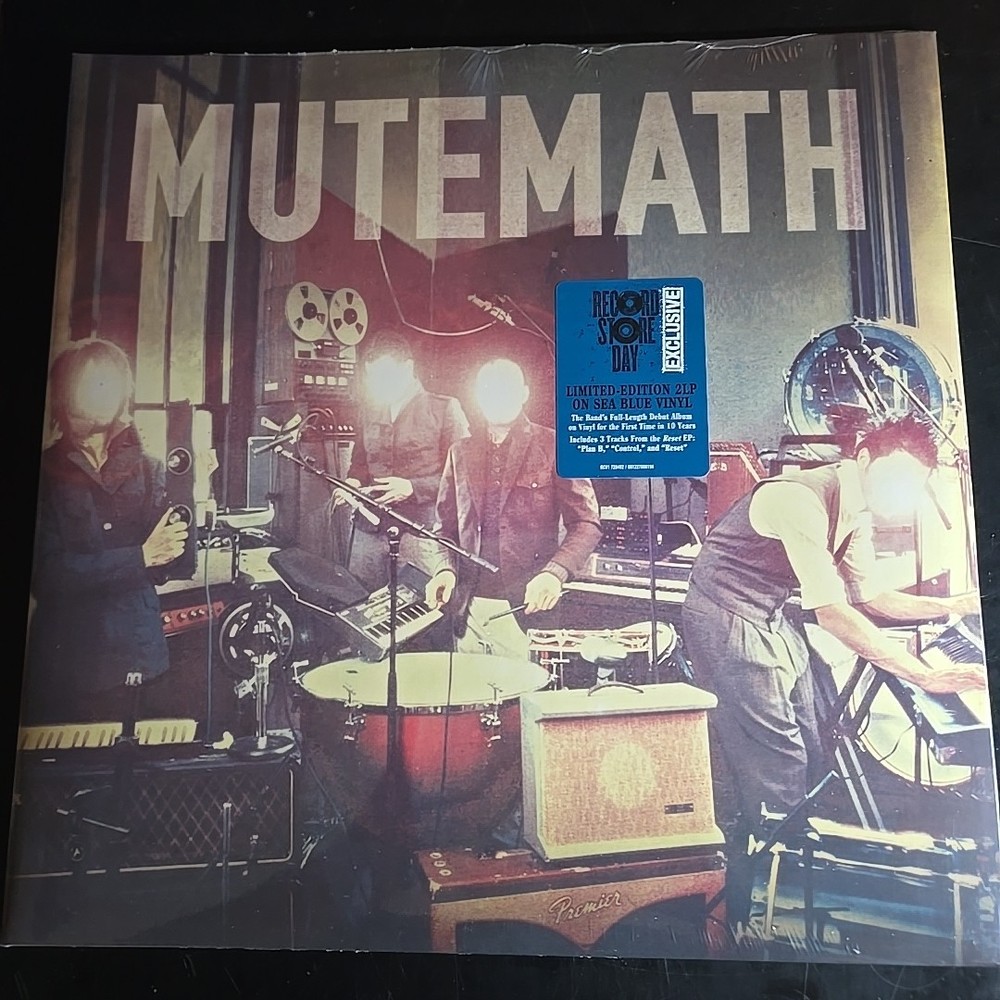 MUTEMATH
RECORD
STORE
DAY
EXCLUSIVE
LIMITED-EDITION 2LP
ON SEA BLUE VINYL
The Band's Full-Length Debut Album
on Vinyl for the First Time in 10 Years
Includes 3 Tracks From the Reset EP:
"Plan B," "Control," and "Reset"
Premier